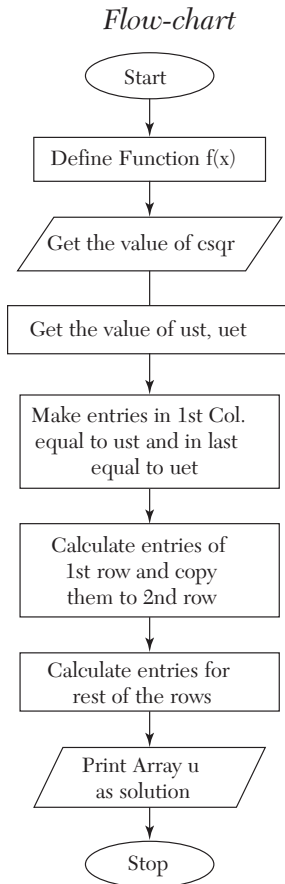 Flow-chart
Start
Define Function f(x)
Get the value of csqr
Get the value of ust, uet
Make entries in 1st Col.
equal to ust and in last
equal to uet
Calculate entries of
1st row and copy
them to 2nd row
Calculate entries for
rest of the rows
Print Array u
as solution
Stop